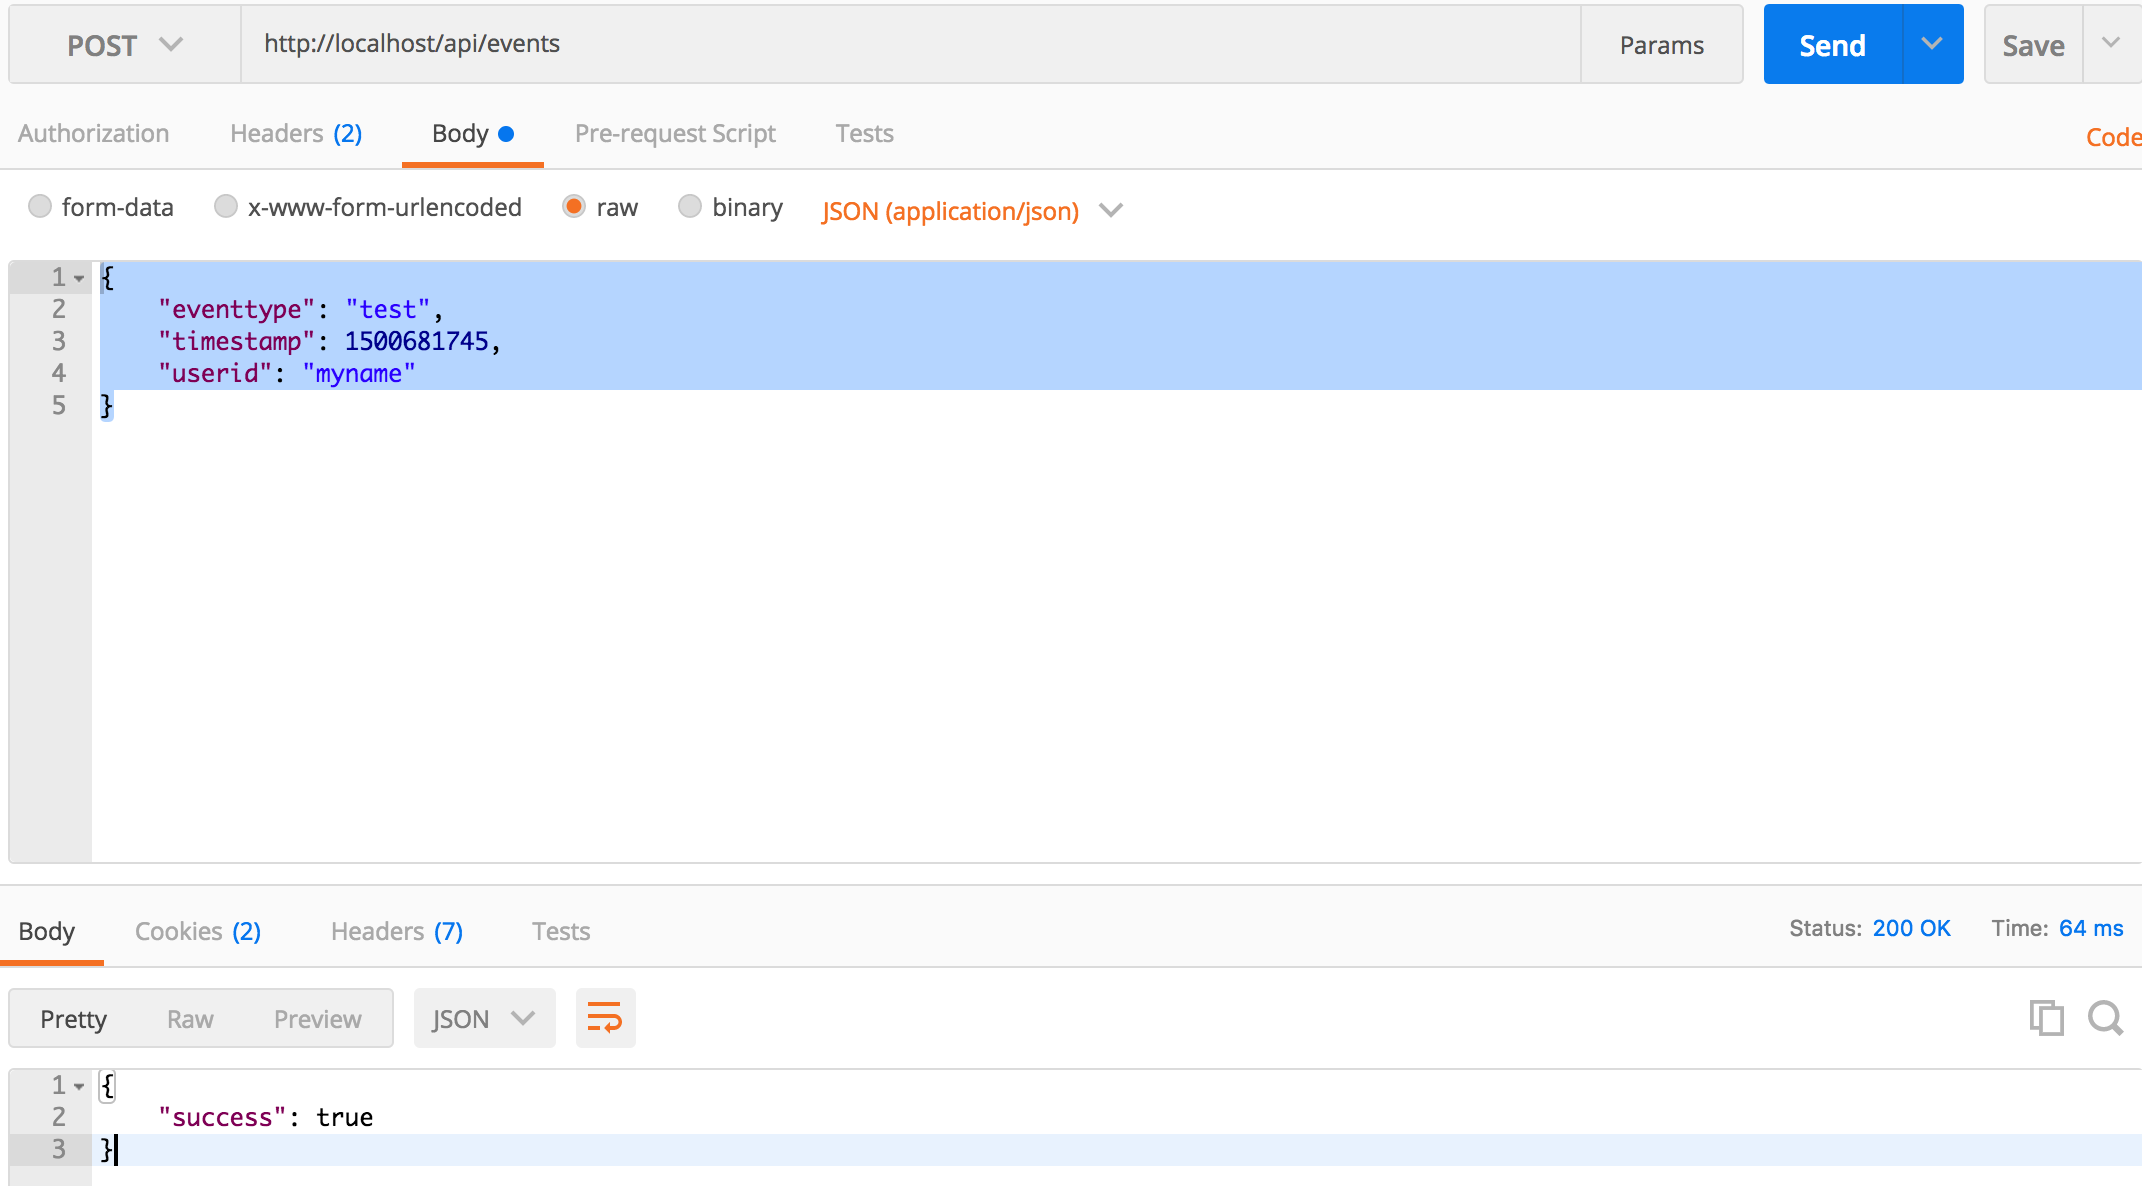 POST http://localhost/api/events Params Send Save
Authorization Headers (2) Body Pre-request Script Tests Code
form-data x-www-form-urlencoded raw binary JSON (application/json)
1 {
2 "eventtype": "test",
3 "timestamp": 1500681745,
4 "userid": "myname"
5 }
Body Cookies (2) Headers (7) Tests Status: 200 OK Time: 64 ms
Pretty Raw Preview JSON
1 {
2 "success": true
3 }